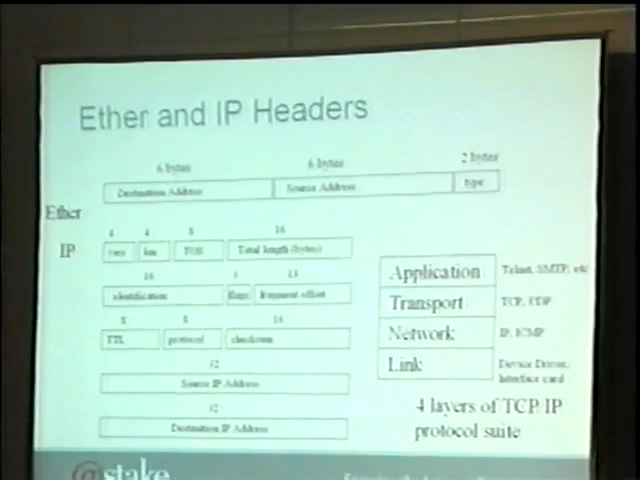 Ether and IP Headers
6 bytes 6 bytes 2 bytes
Destination Address Source Address type
Ether
IP
4 4 8 16
vers len TOS Total length (bytes)
16 3 13
identification flags fragment offset
8 8 16
TTL protocol checksum
32
Source IP Address
32
Destination IP Address
Application Telnet, SMTP, etc
Transport TCP, UDP
Network IP, ICMP
Link Device Driver,
Interface card
4 layers of TCP/IP
protocol suite
@stake